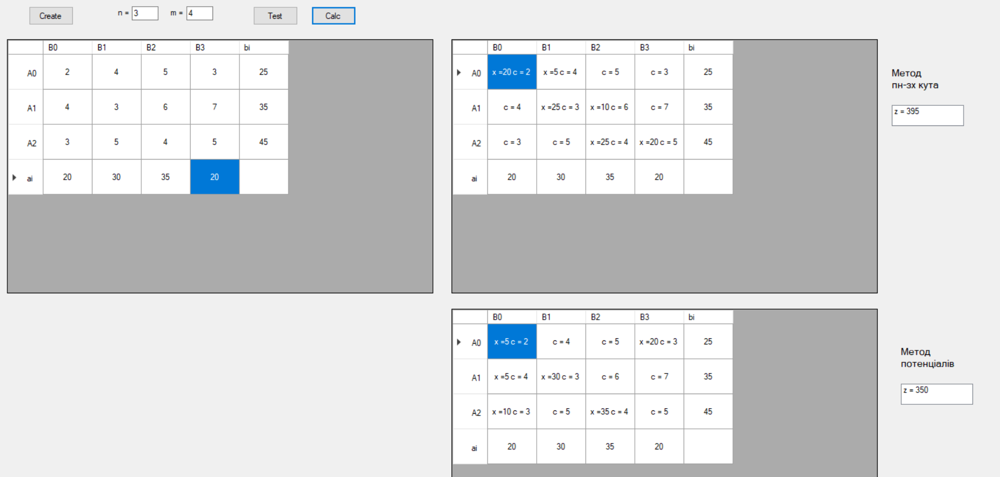 Create n = 3 m = 4 Test Calc
B0 B1 B2 B3 bi
A0 2 4 5 3 25
A1 4 3 6 7 35
A2 3 5 4 5 45
ai 20 30 35 20
B0 B1 B2 B3 bi
A0 x =20 c = 2 x =5 c = 4 c = 5 c = 3 25
A1 c = 4 x =25 c = 3 x =10 c = 6 c = 7 35
A2 c = 3 c = 5 x =25 c = 4 x =20 c = 5 45
ai 20 30 35 20
Метод
пн-зх кута
z = 395
B0 B1 B2 B3 bi
A0 x =5 c = 2 c = 4 c = 5 x =20 c = 3 25
A1 x =5 c = 4 x =30 c = 3 c = 6 c = 7 35
A2 x =10 c = 3 c = 5 x =35 c = 4 c = 5 45
ai 20 30 35 20
Метод
потенціалів
z = 350